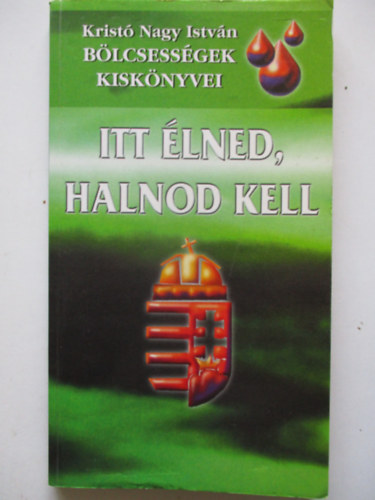 Kristó Nagy István
BÖLCSESSÉGEK
KISKÖNYVEI
ITT ÉLNED,
HALNOD KELL